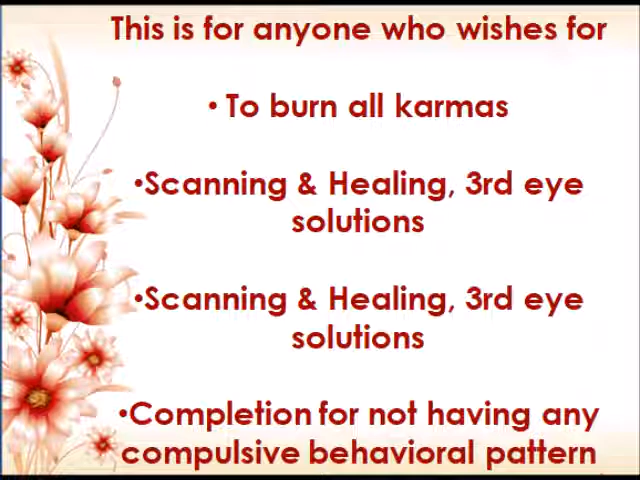 This is for anyone who wishes for
• To burn all karmas
•Scanning & Healing, 3rd eye
solutions
•Scanning & Healing, 3rd eye
solutions
•Completion for not having any
compulsive behavioral pattern